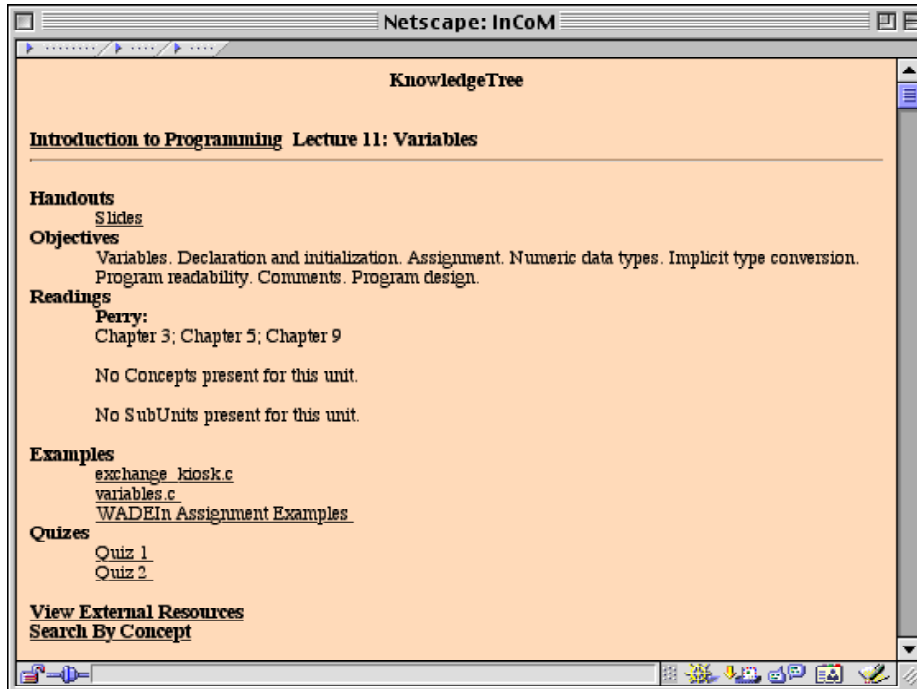 Netscape: InCoM
KnowledgeTree
Introduction to Programming Lecture 11: Variables
Handouts
Slides
Objectives
Variables. Declaration and initialization. Assignment. Numeric data types. Implicit type conversion.
Program readability. Comments. Program design.
Readings
Perry:
Chapter 3; Chapter 5; Chapter 9
No Concepts present for this unit.
No SubUnits present for this unit.
Examples
exchange_kiosk.c
variables.c
WADEIn Assignment Examples
Quizes
Quiz 1
Quiz 2
View External Resources
Search By Concept